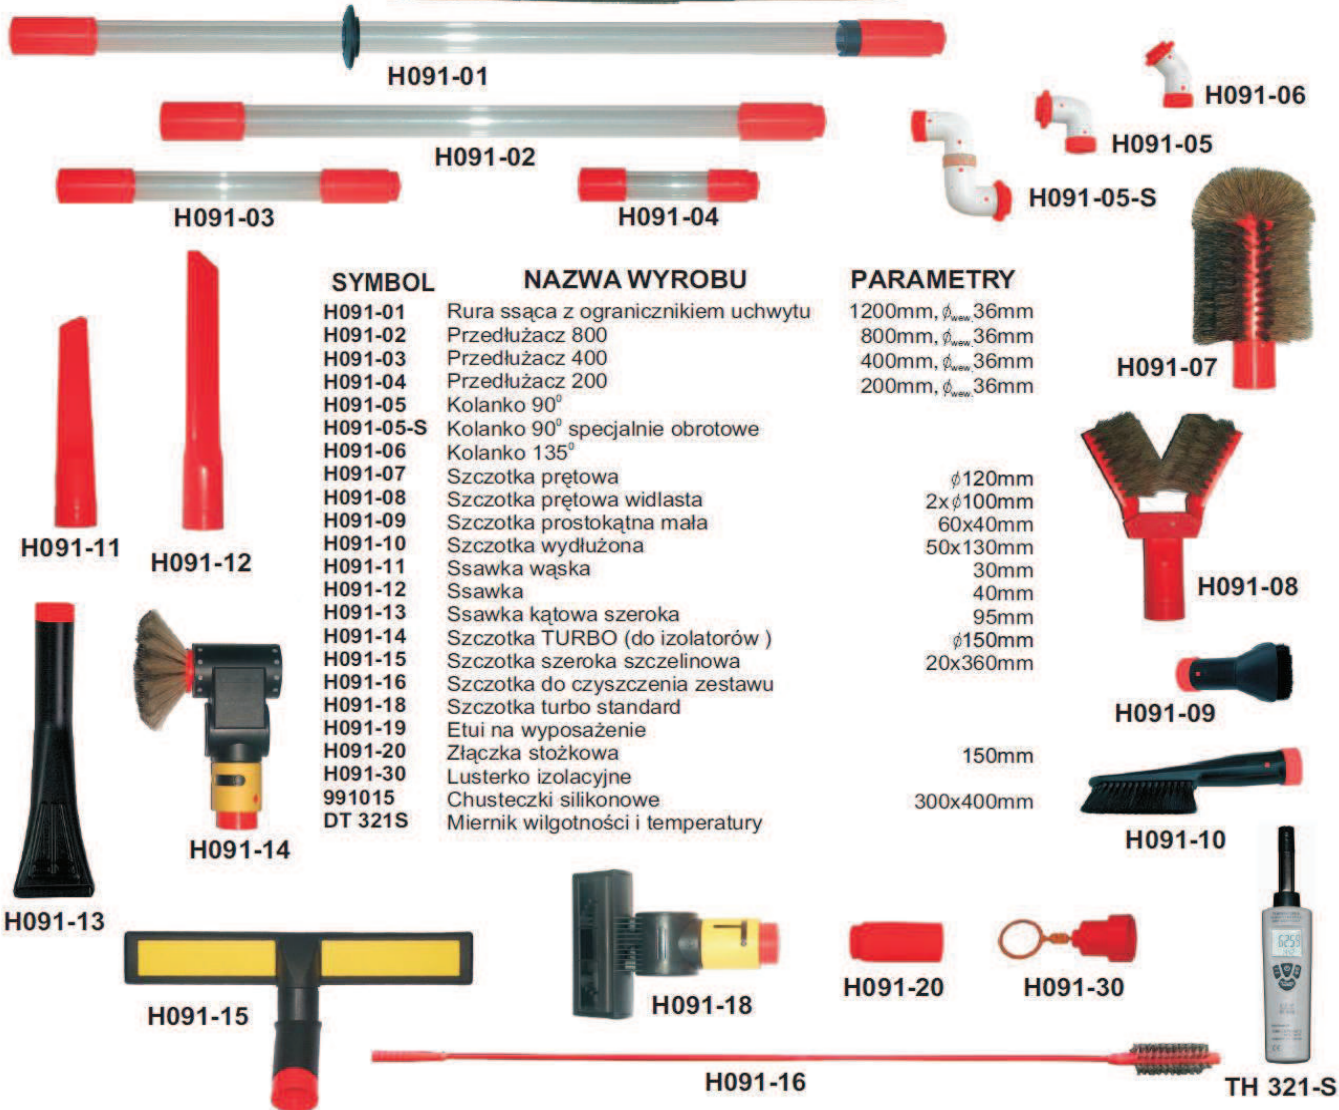 H091-01
H091-06
H091-02
H091-05
H091-03
H091-04
H091-05-S
SYMBOL NAZWA WYROBU PARAMETRY
H091-01 Rura ssąca z ogranicznikiem uchwytu 1200mm, ϕwew.36mm
H091-02 Przedłużacz 800 800mm, ϕwew.36mm
H091-03 Przedłużacz 400 400mm, ϕwew.36mm
H091-04 Przedłużacz 200 200mm, ϕwew.36mm
H091-05 Kolanko 90⁰
H091-05-S Kolanko 90⁰ specjalnie obrotowe
H091-06 Kolanko 135⁰
H091-07 Szczotka prętowa ϕ120mm
H091-08 Szczotka prętowa widlasta 2xϕ100mm
H091-09 Szczotka prostokątna mała 60x40mm
H091-10 Szczotka wydłużona 50x130mm
H091-11 Ssawka wąska 30mm
H091-12 Ssawka 40mm
H091-13 Ssawka kątowa szeroka 95mm
H091-14 Szczotka TURBO (do izolatorów ) ϕ150mm
H091-15 Szczotka szeroka szczelinowa 20x360mm
H091-16 Szczotka do czyszczenia zestawu
H091-18 Szczotka turbo standard
H091-19 Etui na wyposażenie
H091-20 Złączka stożkowa 150mm
H091-30 Lusterko izolacyjne
991015 Chusteczki silikonowe 300x400mm
DT 321S Miernik wilgotności i temperatury
H091-07
H091-11
H091-12
H091-08
H091-09
H091-14
H091-10
H091-13
H091-15
H091-18
H091-20
H091-30
H091-16
TH 321-S